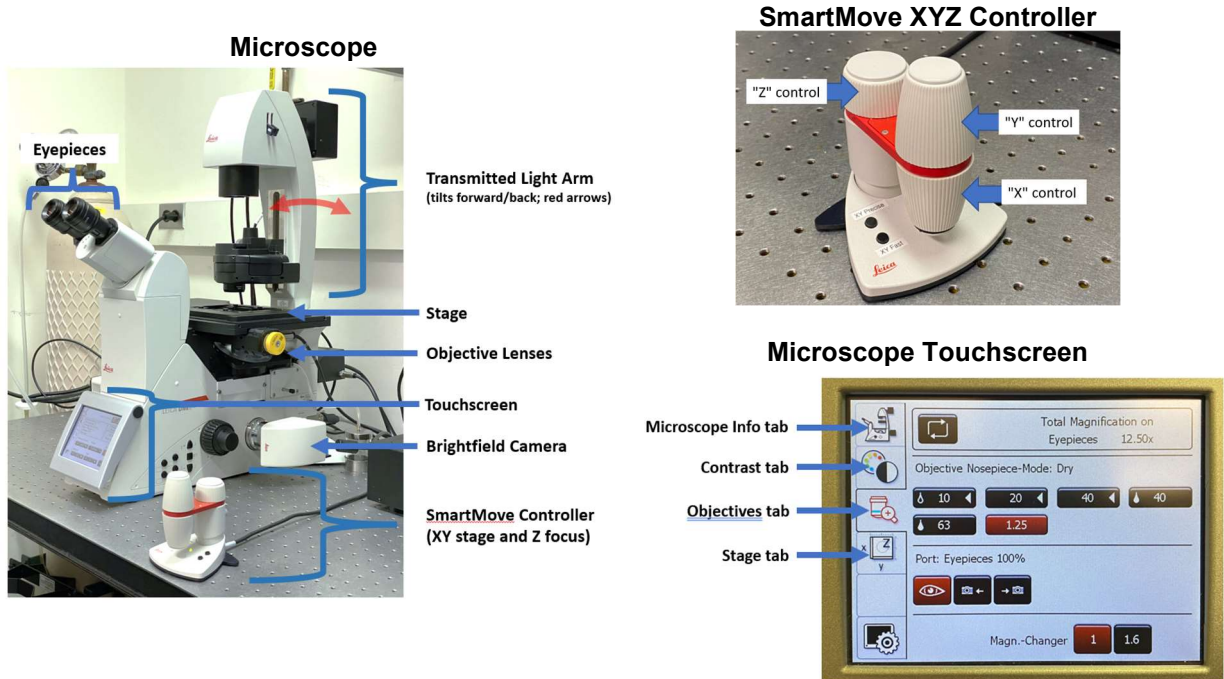 Microscope
Eyepieces
Leica
Transmitted Light Arm
(tilts forward/back; red arrows)
Stage
Objective Lenses
Touchscreen
Brightfield Camera
SmartMove Controller
(XY stage and Z focus)
SmartMove XYZ Controller
"Z" control
"Y" control
"X" control
XY Precise
XY Fast
Leica
Microscope Touchscreen
Microscope Info tab
Contrast tab
Objectives tab
Stage tab
Total Magnification on
Eyepieces 12.50x
Objective Nosepiece-Mode: Dry
10 20 40 40
63 1.25
x Z
y
Port: Eyepieces 100%
Magn.-Changer 1 1.6